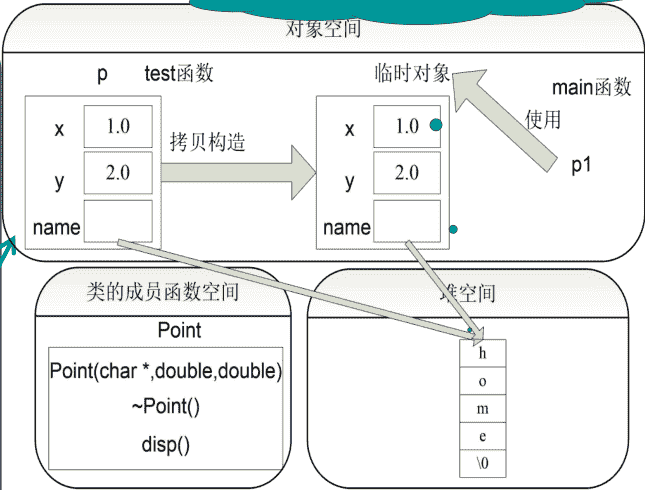 对象空间
p test函数 临时对象 main函数
x 1.0 x 1.0 使用
拷贝构造
y 2.0 y 2.0 p1
name name
类的成员函数空间 堆空间
Point
Point(char *,double,double)
~Point()
disp()
h
o
m
e
\0